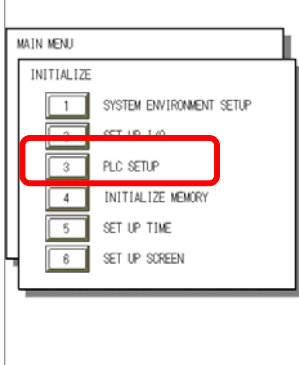 MAIN MENU
INITIALIZE
1 SYSTEM ENVIRONMENT SETUP
2 SET UP I/O
3 PLC SETUP
4 INITIALIZE MEMORY
5 SET UP TIME
6 SET UP SCREEN